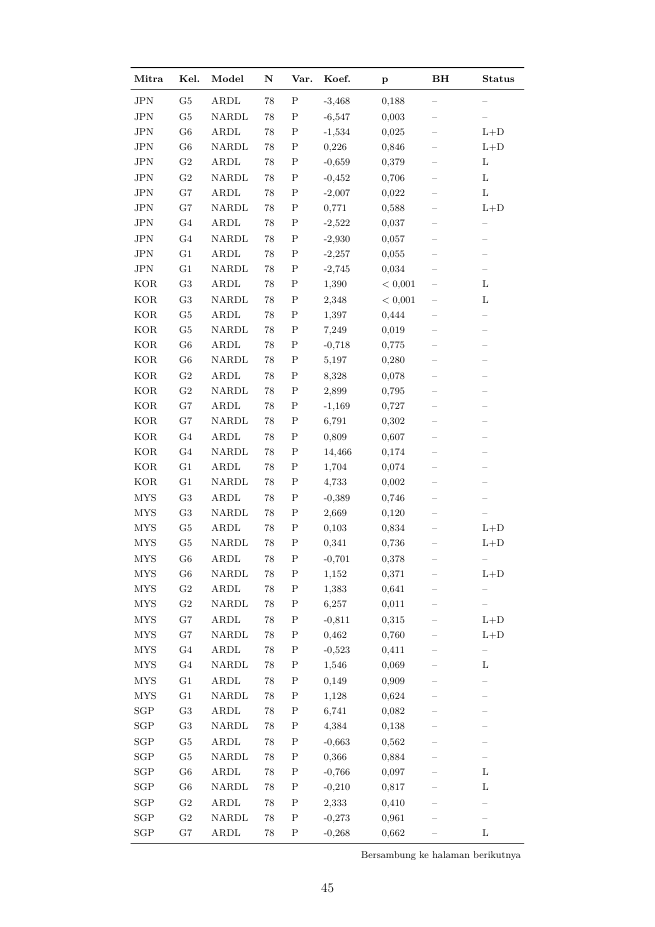 Mitra Kel. Model N Var. Koef. p BH Status
JPN G5 ARDL 78 P -3,468 0,188 – –
JPN G5 NARDL 78 P -6,547 0,003 – –
JPN G6 ARDL 78 P -1,534 0,025 – L+D
JPN G6 NARDL 78 P 0,226 0,846 – L+D
JPN G2 ARDL 78 P -0,659 0,379 – L
JPN G2 NARDL 78 P -0,452 0,706 – L
JPN G7 ARDL 78 P -2,007 0,022 – L
JPN G7 NARDL 78 P 0,771 0,588 – L+D
JPN G4 ARDL 78 P -2,522 0,037 – –
JPN G4 NARDL 78 P -2,930 0,057 – –
JPN G1 ARDL 78 P -2,257 0,055 – –
JPN G1 NARDL 78 P -2,745 0,034 – –
KOR G3 ARDL 78 P 1,390 < 0,001 – L
KOR G3 NARDL 78 P 2,348 < 0,001 – L
KOR G5 ARDL 78 P 1,397 0,444 – –
KOR G5 NARDL 78 P 7,249 0,019 – –
KOR G6 ARDL 78 P -0,718 0,775 – –
KOR G6 NARDL 78 P 5,197 0,280 – –
KOR G2 ARDL 78 P 8,328 0,078 – –
KOR G2 NARDL 78 P 2,899 0,795 – –
KOR G7 ARDL 78 P -1,169 0,727 – –
KOR G7 NARDL 78 P 6,791 0,302 – –
KOR G4 ARDL 78 P 0,809 0,607 – –
KOR G4 NARDL 78 P 14,466 0,174 – –
KOR G1 ARDL 78 P 1,704 0,074 – –
KOR G1 NARDL 78 P 4,733 0,002 – –
MYS G3 ARDL 78 P -0,389 0,746 – –
MYS G3 NARDL 78 P 2,669 0,120 – –
MYS G5 ARDL 78 P 0,103 0,834 – L+D
MYS G5 NARDL 78 P 0,341 0,736 – L+D
MYS G6 ARDL 78 P -0,701 0,378 – –
MYS G6 NARDL 78 P 1,152 0,371 – L+D
MYS G2 ARDL 78 P 1,383 0,641 – –
MYS G2 NARDL 78 P 6,257 0,011 – –
MYS G7 ARDL 78 P -0,811 0,315 – L+D
MYS G7 NARDL 78 P 0,462 0,760 – L+D
MYS G4 ARDL 78 P -0,523 0,411 – –
MYS G4 NARDL 78 P 1,546 0,069 – L
MYS G1 ARDL 78 P 0,149 0,909 – –
MYS G1 NARDL 78 P 1,128 0,624 – –
SGP G3 ARDL 78 P 6,741 0,082 – –
SGP G3 NARDL 78 P 4,384 0,138 – –
SGP G5 ARDL 78 P -0,663 0,562 – –
SGP G5 NARDL 78 P 0,366 0,884 – –
SGP G6 ARDL 78 P -0,766 0,097 – L
SGP G6 NARDL 78 P -0,210 0,817 – L
SGP G2 ARDL 78 P 2,333 0,410 – –
SGP G2 NARDL 78 P -0,273 0,961 – –
SGP G7 ARDL 78 P -0,268 0,662 – L
Bersambung ke halaman berikutnya
45